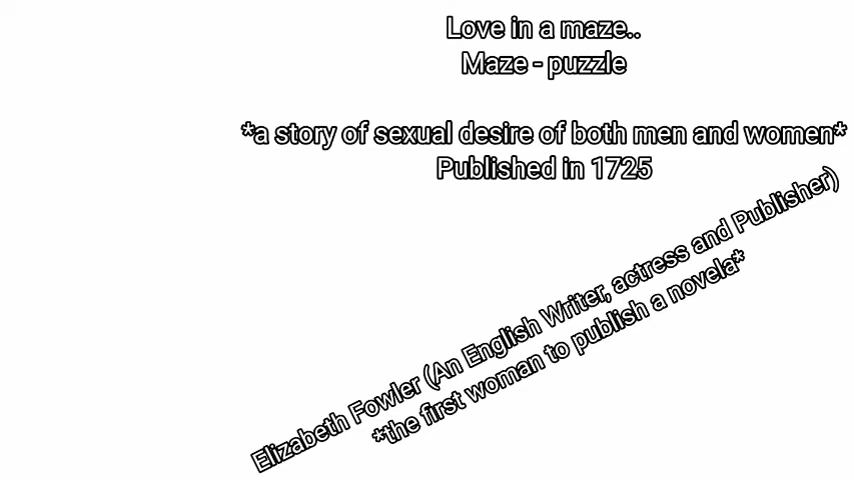 Love in a maze..
Maze - puzzle
*a story of sexual desire of both men and women*
Published in 1725
Elizabeth Fowler (An English Writer, actress and Publisher)
*the first woman to publish a novela*